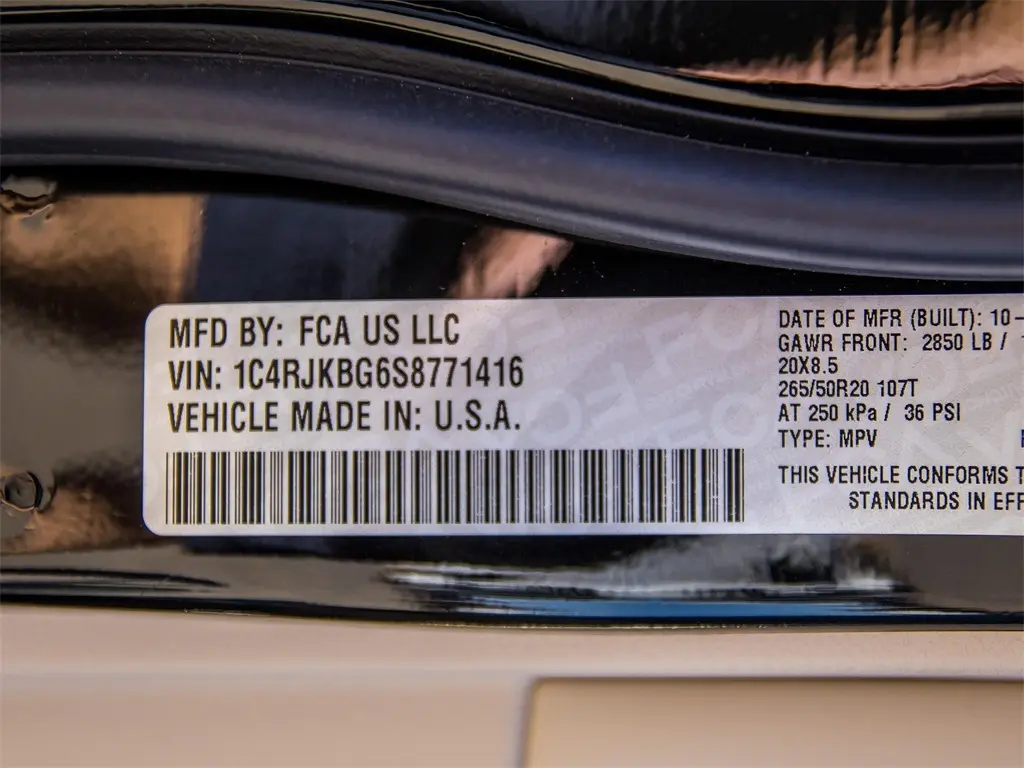 MFD BY: FCA US LLC
VIN: 1C4RJKBG6S8771416
VEHICLE MADE IN: U.S.A.
DATE OF MFR (BUILT): 10-
GAWR FRONT: 2850 LB /
20X8.5
265/50R20 107T
AT 250 kPa / 36 PSI
TYPE: MPV
THIS VEHICLE CONFORMS T
STANDARDS IN EFF